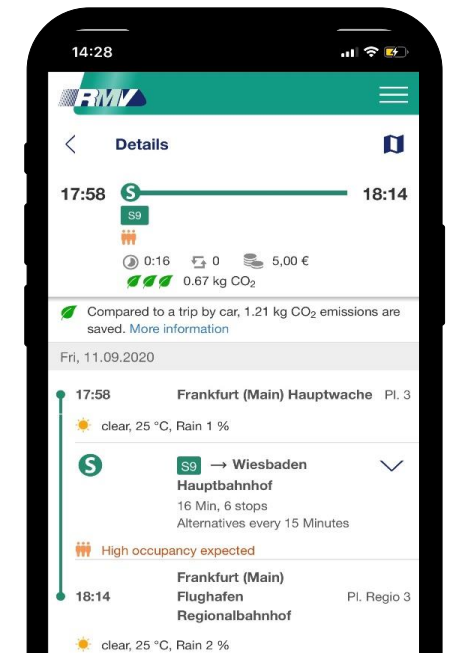 14:28
RMV
Details
17:58 S 18:14
S9
0:16 0 5,00 €
0.67 kg CO₂
Compared to a trip by car, 1.21 kg CO₂ emissions are
saved. More information
Fri, 11.09.2020
17:58 Frankfurt (Main) Hauptwache Pl. 3
clear, 25 °C, Rain 1 %
S S9 → Wiesbaden
Hauptbahnhof
16 Min, 6 stops
Alternatives every 15 Minutes
High occupancy expected
Frankfurt (Main)
18:14 Flughafen Pl. Regio 3
Regionalbahnhof
clear, 25 °C, Rain 2 %